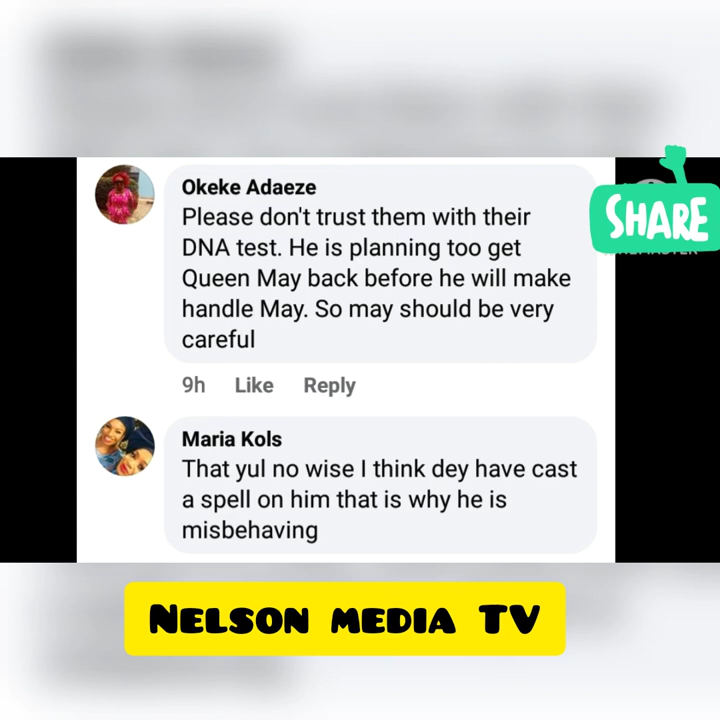 Okeke Adaeze
Please don't trust them with their
DNA test. He is planning too get
Queen May back before he will make
handle May. So may should be very
careful
SHARE
9h Like Reply
Maria Kols
That yul no wise I think dey have cast
a spell on him that is why he is
misbehaving
NELSON MEDIA TV